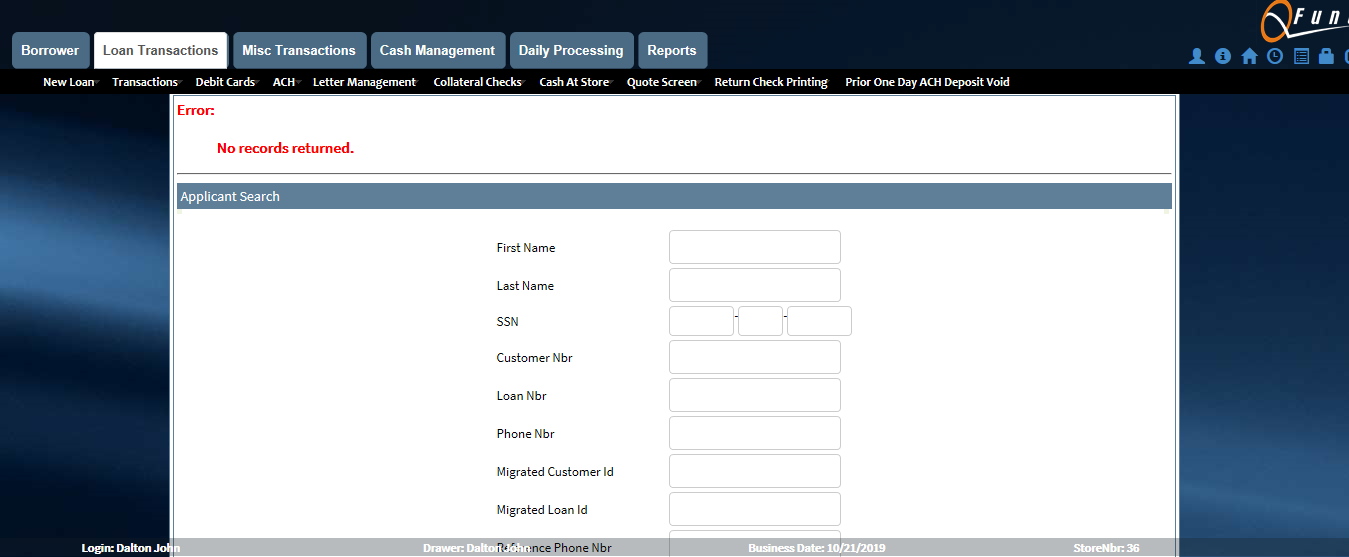 Fun
Borrower Loan Transactions Misc Transactions Cash Management Daily Processing Reports
New Loan Transactions Debit Cards ACH Letter Management Collateral Checks Cash At Store Quote Screen Return Check Printing Prior One Day ACH Deposit Void
Error:
No records returned.
Applicant Search
First Name
Last Name
SSN - -
Customer Nbr
Loan Nbr
Phone Nbr
Migrated Customer Id
Migrated Loan Id
Reference Phone Nbr
Login: Dalton John Drawer: Dalton John Business Date: 10/21/2019 StoreNbr: 36